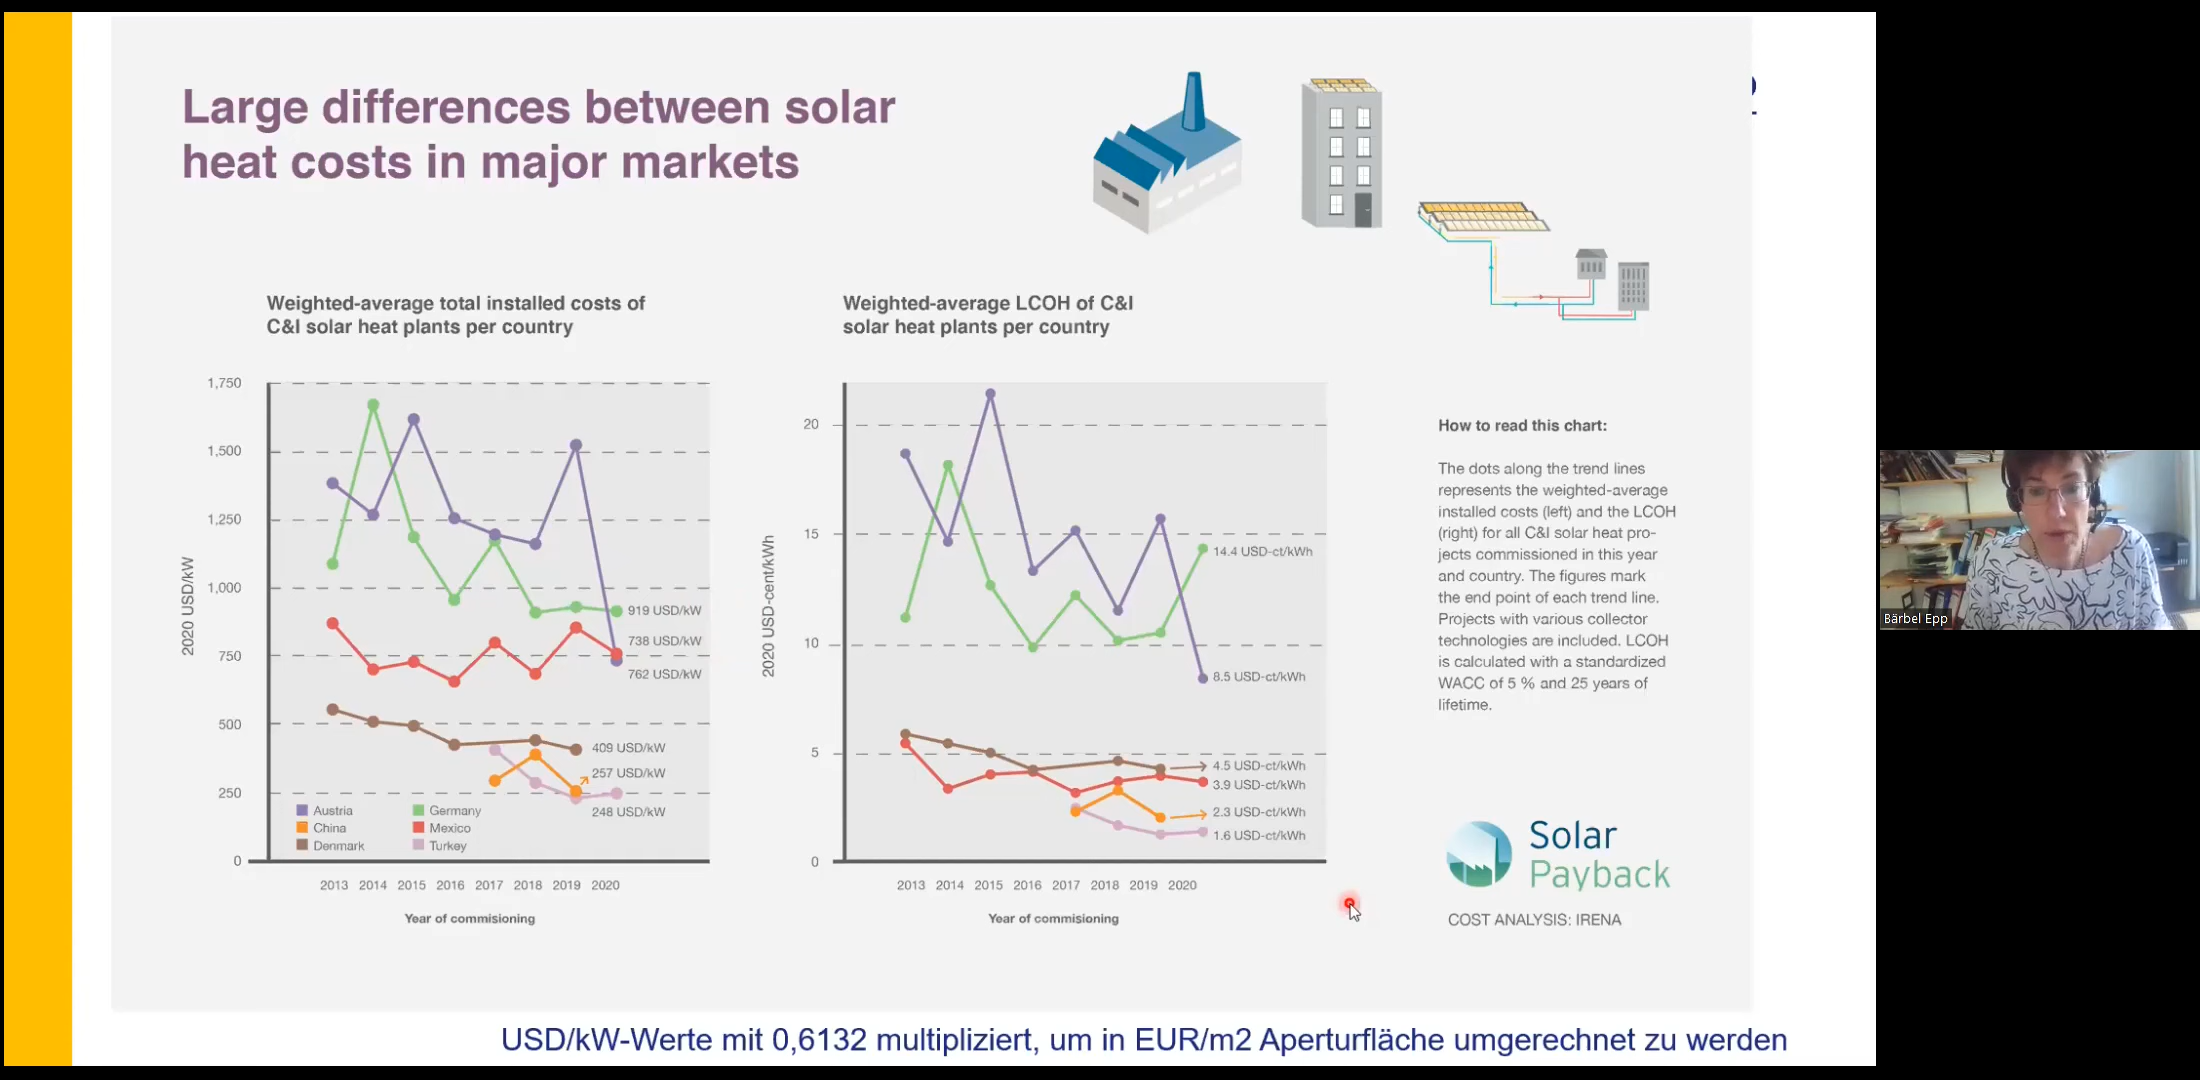 Large differences between solar
heat costs in major markets
Weighted-average total installed costs of
C&I solar heat plants per country
2020 USD/kW
1,750
1,500
1,250
1,000
750
500
250
0
919 USD/kW
738 USD/kW
762 USD/kW
409 USD/kW
257 USD/kW
248 USD/kW
Austria
Germany
China
Mexico
Denmark
Turkey
2013 2014 2015 2016 2017 2018 2019 2020
Year of commisioning
Weighted-average LCOH of C&I
solar heat plants per country
2020 USD-cent/kWh
20
15
10
5
0
14.4 USD-ct/kWh
8.5 USD-ct/kWh
4.5 USD-ct/kWh
3.9 USD-ct/kWh
2.3 USD-ct/kWh
1.6 USD-ct/kWh
2013 2014 2015 2016 2017 2018 2019 2020
Year of commisioning
How to read this chart:
The dots along the trend lines
represents the weighted-average
installed costs (left) and the LCOH
(right) for all C&I solar heat pro-
jects commissioned in this year
and country. The figures mark
the end point of each trend line.
Projects with various collector
technologies are included. LCOH
is calculated with a standardized
WACC of 5 % and 25 years of
lifetime.
Solar
Payback
COST ANALYSIS: IRENA
USD/kW-Werte mit 0,6132 multipliziert, um in EUR/m2 Aperturfläche umgerechnet zu werden
Bärbel Epp